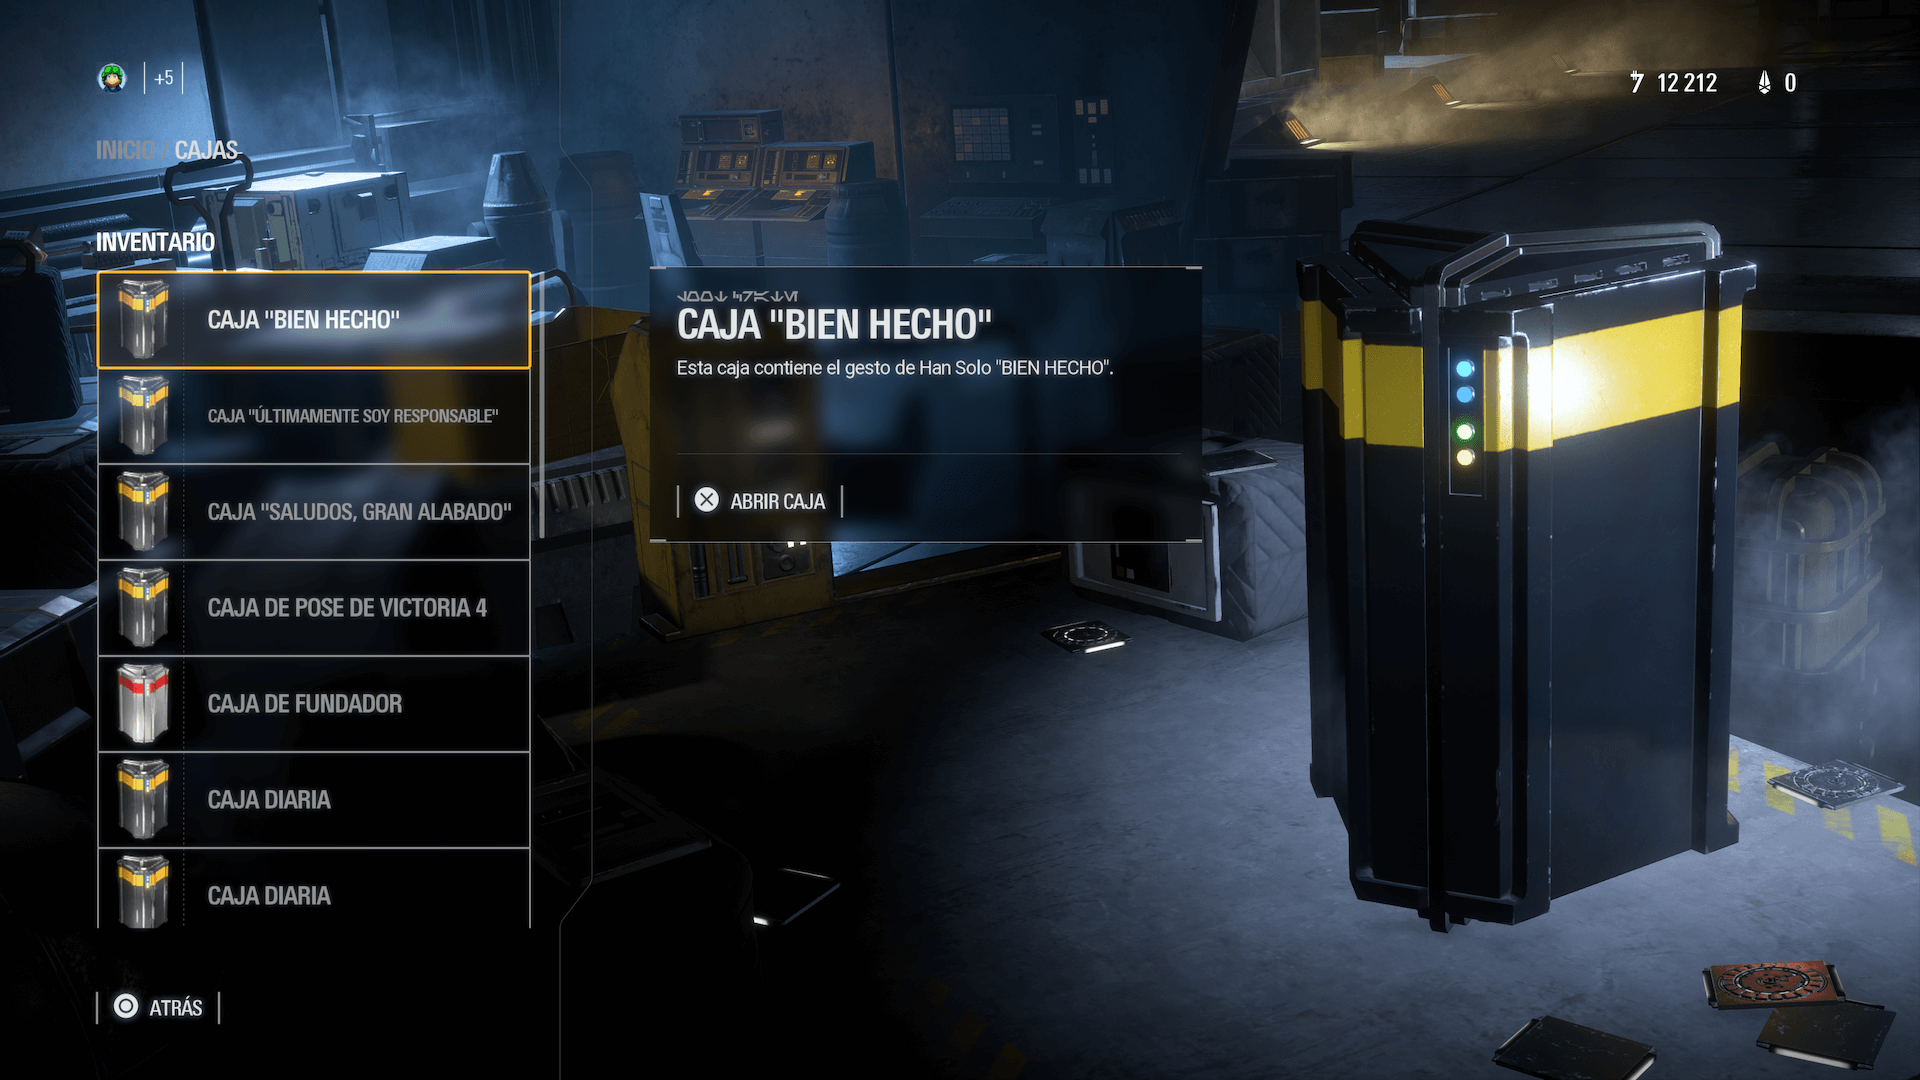 +5
12 212
0
INICIO / CAJAS
INVENTARIO
CAJA "BIEN HECHO"
CAJA "ÚLTIMAMENTE SOY RESPONSABLE"
CAJA "SALUDOS, GRAN ALABADO"
CAJA DE POSE DE VICTORIA 4
CAJA DE FUNDADOR
CAJA DIARIA
CAJA DIARIA
CAJA "BIEN HECHO"
Esta caja contiene el gesto de Han Solo "BIEN HECHO".
ABRIR CAJA
ATRÁS